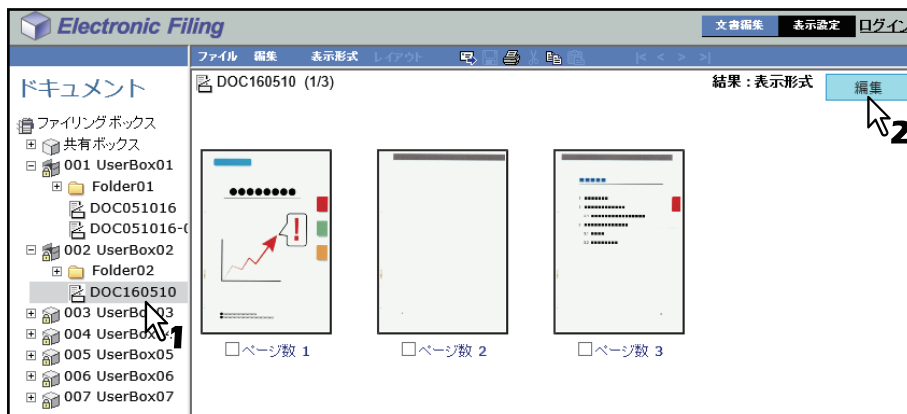 Electronic Filing
文書編集 表示設定 ログイン
ファイル 編集 表示形式 レイアウト |< < > >|
ドキュメント
DOC160510 (1/3)
結果：表示形式
編集
2
ファイリングボックス
共有ボックス
001 UserBox01
Folder01
DOC051016
DOC051016-0
002 UserBox02
Folder02
DOC160510
1
003 UserBox03
004 UserBox
005 UserBox05
006 UserBox06
007 UserBox07
ページ数 1
ページ数 2
ページ数 3